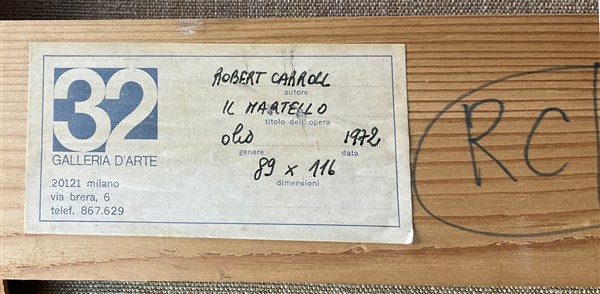 32
GALLERIA D'ARTE
20121 milano
via brera, 6
telef. 867.629
ROBERT CARROLL
autore
IL MARTELLO
titolo dell'opera
olio 1972
genere data
89 x 116
dimensioni
RC